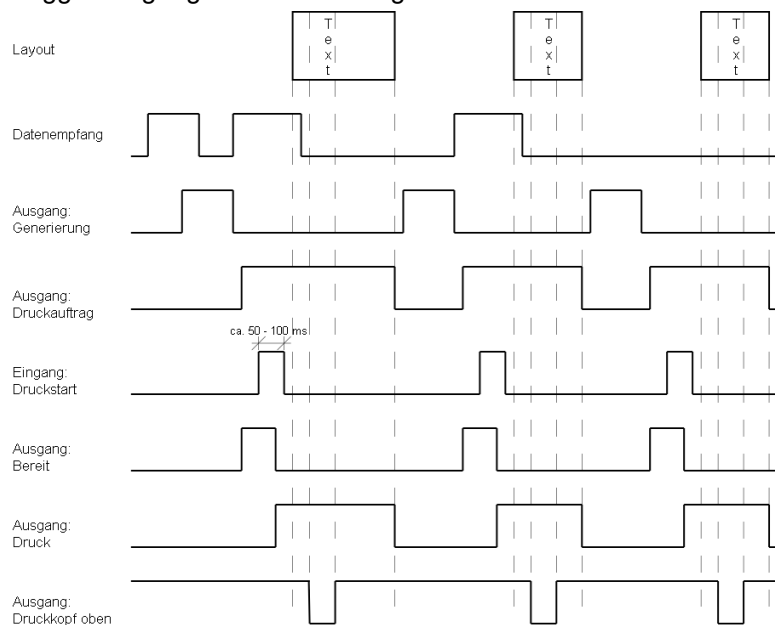 Layout
T
e
x
t
T
e
x
t
T
e
x
t
Datenempfang
Ausgang:
Generierung
Ausgang:
Druckauftrag
ca. 50 - 100 ms
Eingang:
Druckstart
Ausgang:
Bereit
Ausgang:
Druck
Ausgang:
Druckkopf oben